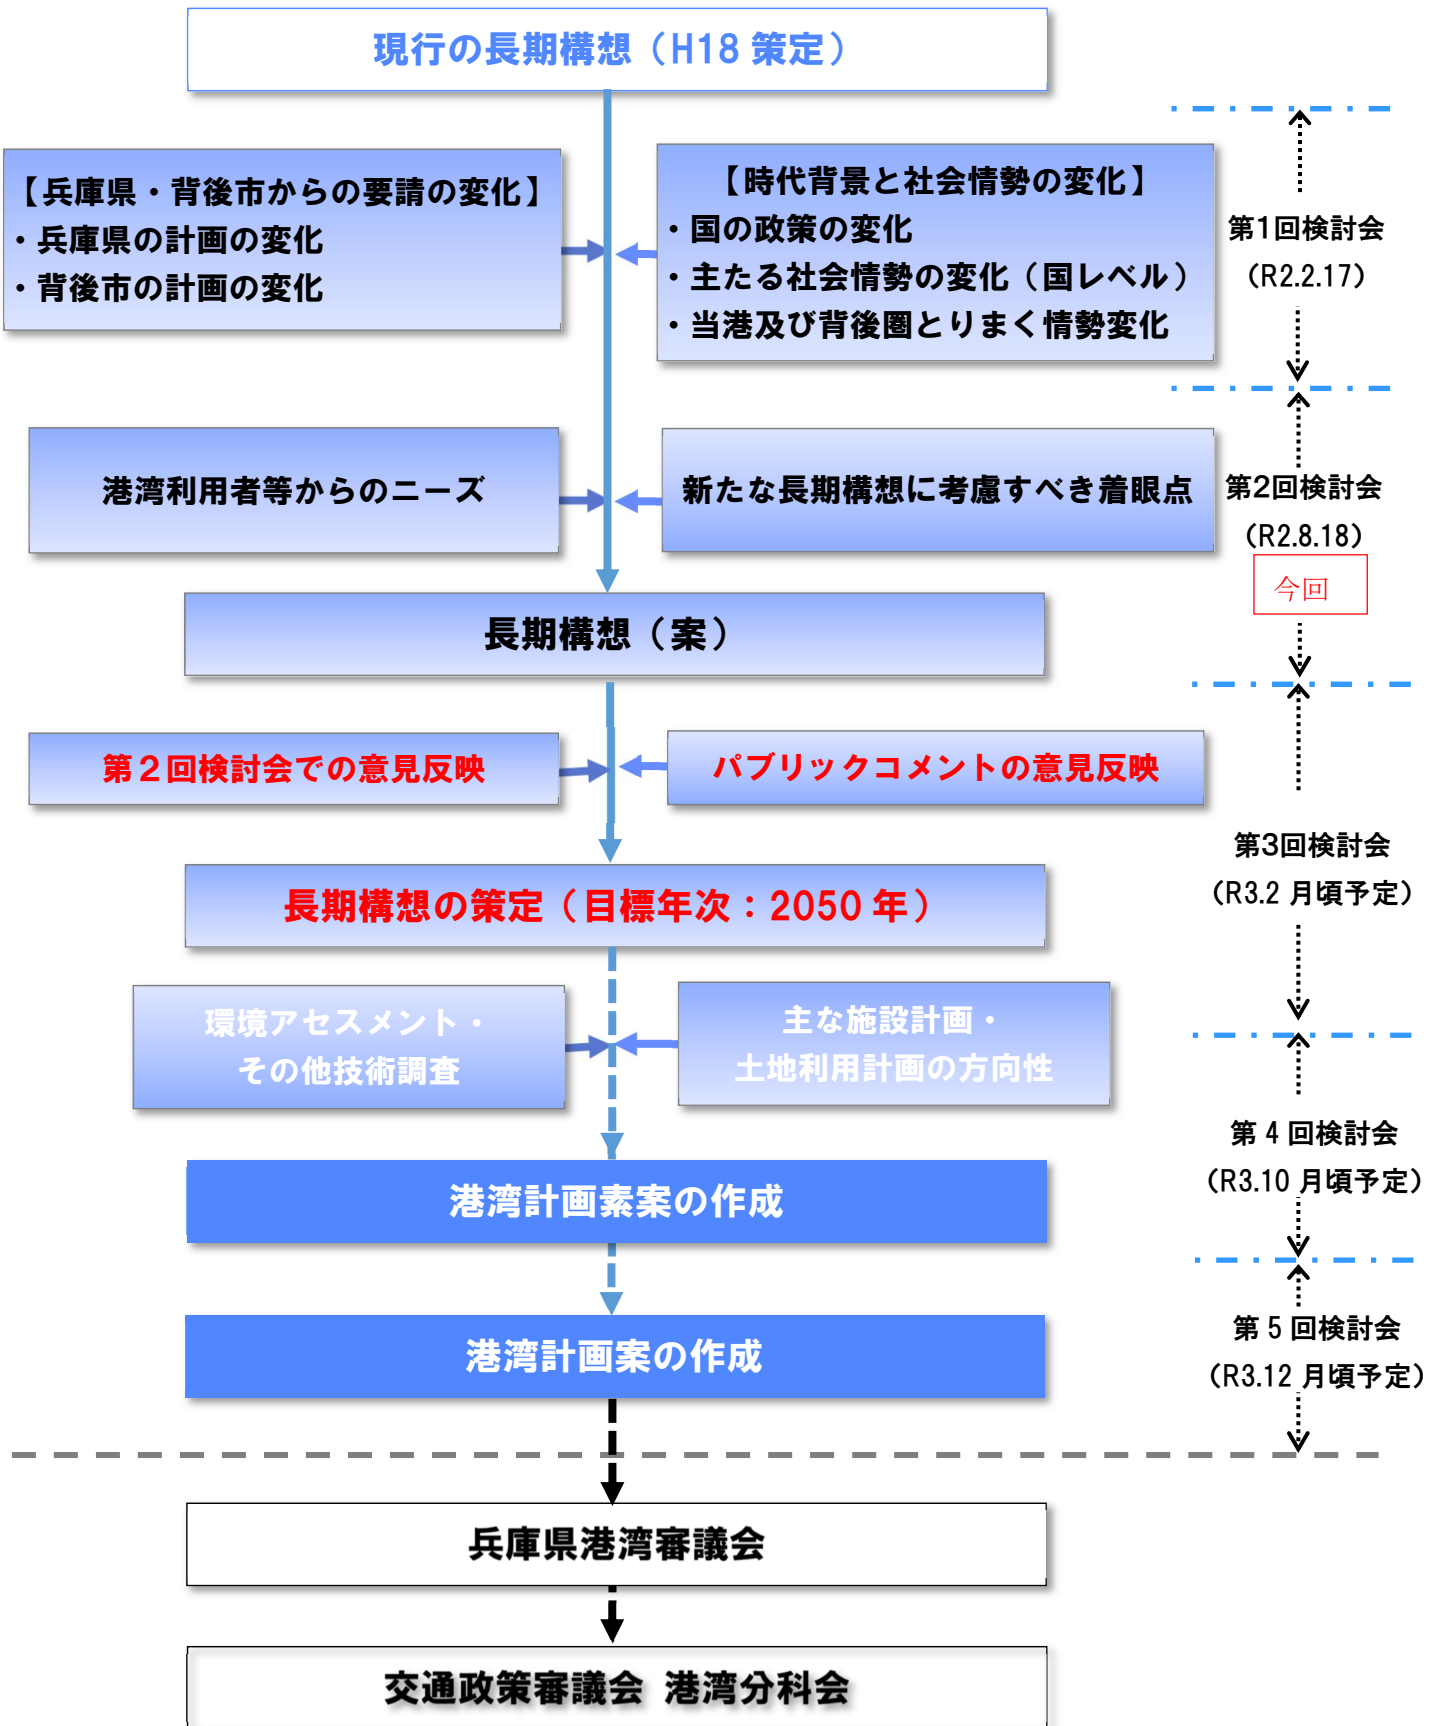 現行の長期構想（H18 策定）
【兵庫県・背後市からの要請の変化】
・兵庫県の計画の変化
・背後市の計画の変化
【時代背景と社会情勢の変化】
・国の政策の変化
・主たる社会情勢の変化（国レベル）
・当港及び背後圏とりまく情勢変化
第1回検討会
（R2.2.17）
港湾利用者等からのニーズ
新たな長期構想に考慮すべき着眼点
第2回検討会
（R2.8.18）
今回
長期構想（案）
第２回検討会での意見反映
パブリックコメントの意見反映
第3回検討会
（R3.2 月頃予定）
長期構想の策定（目標年次：2050 年）
環境アセスメント・
その他技術調査
主な施設計画・
土地利用計画の方向性
第 4 回検討会
（R3.10 月頃予定）
港湾計画素案の作成
港湾計画案の作成
第 5 回検討会
（R3.12 月頃予定）
兵庫県港湾審議会
交通政策審議会 港湾分科会